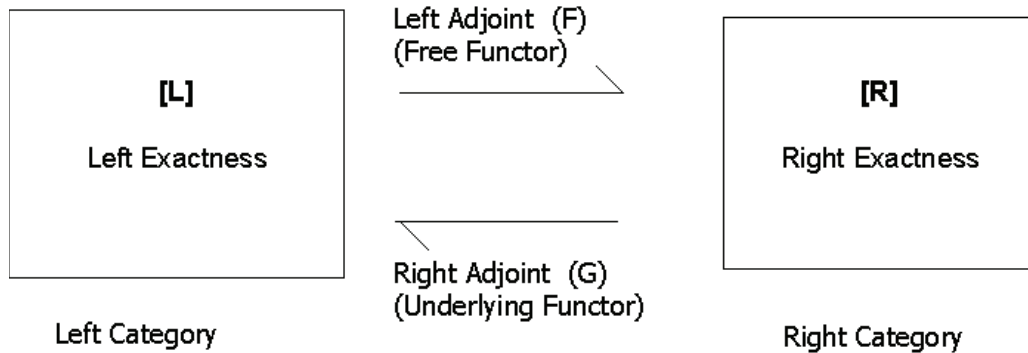 Left Adjoint (F)
(Free Functor)
[L]
Left Exactness
[R]
Right Exactness
Right Adjoint (G)
(Underlying Functor)
Left Category
Right Category